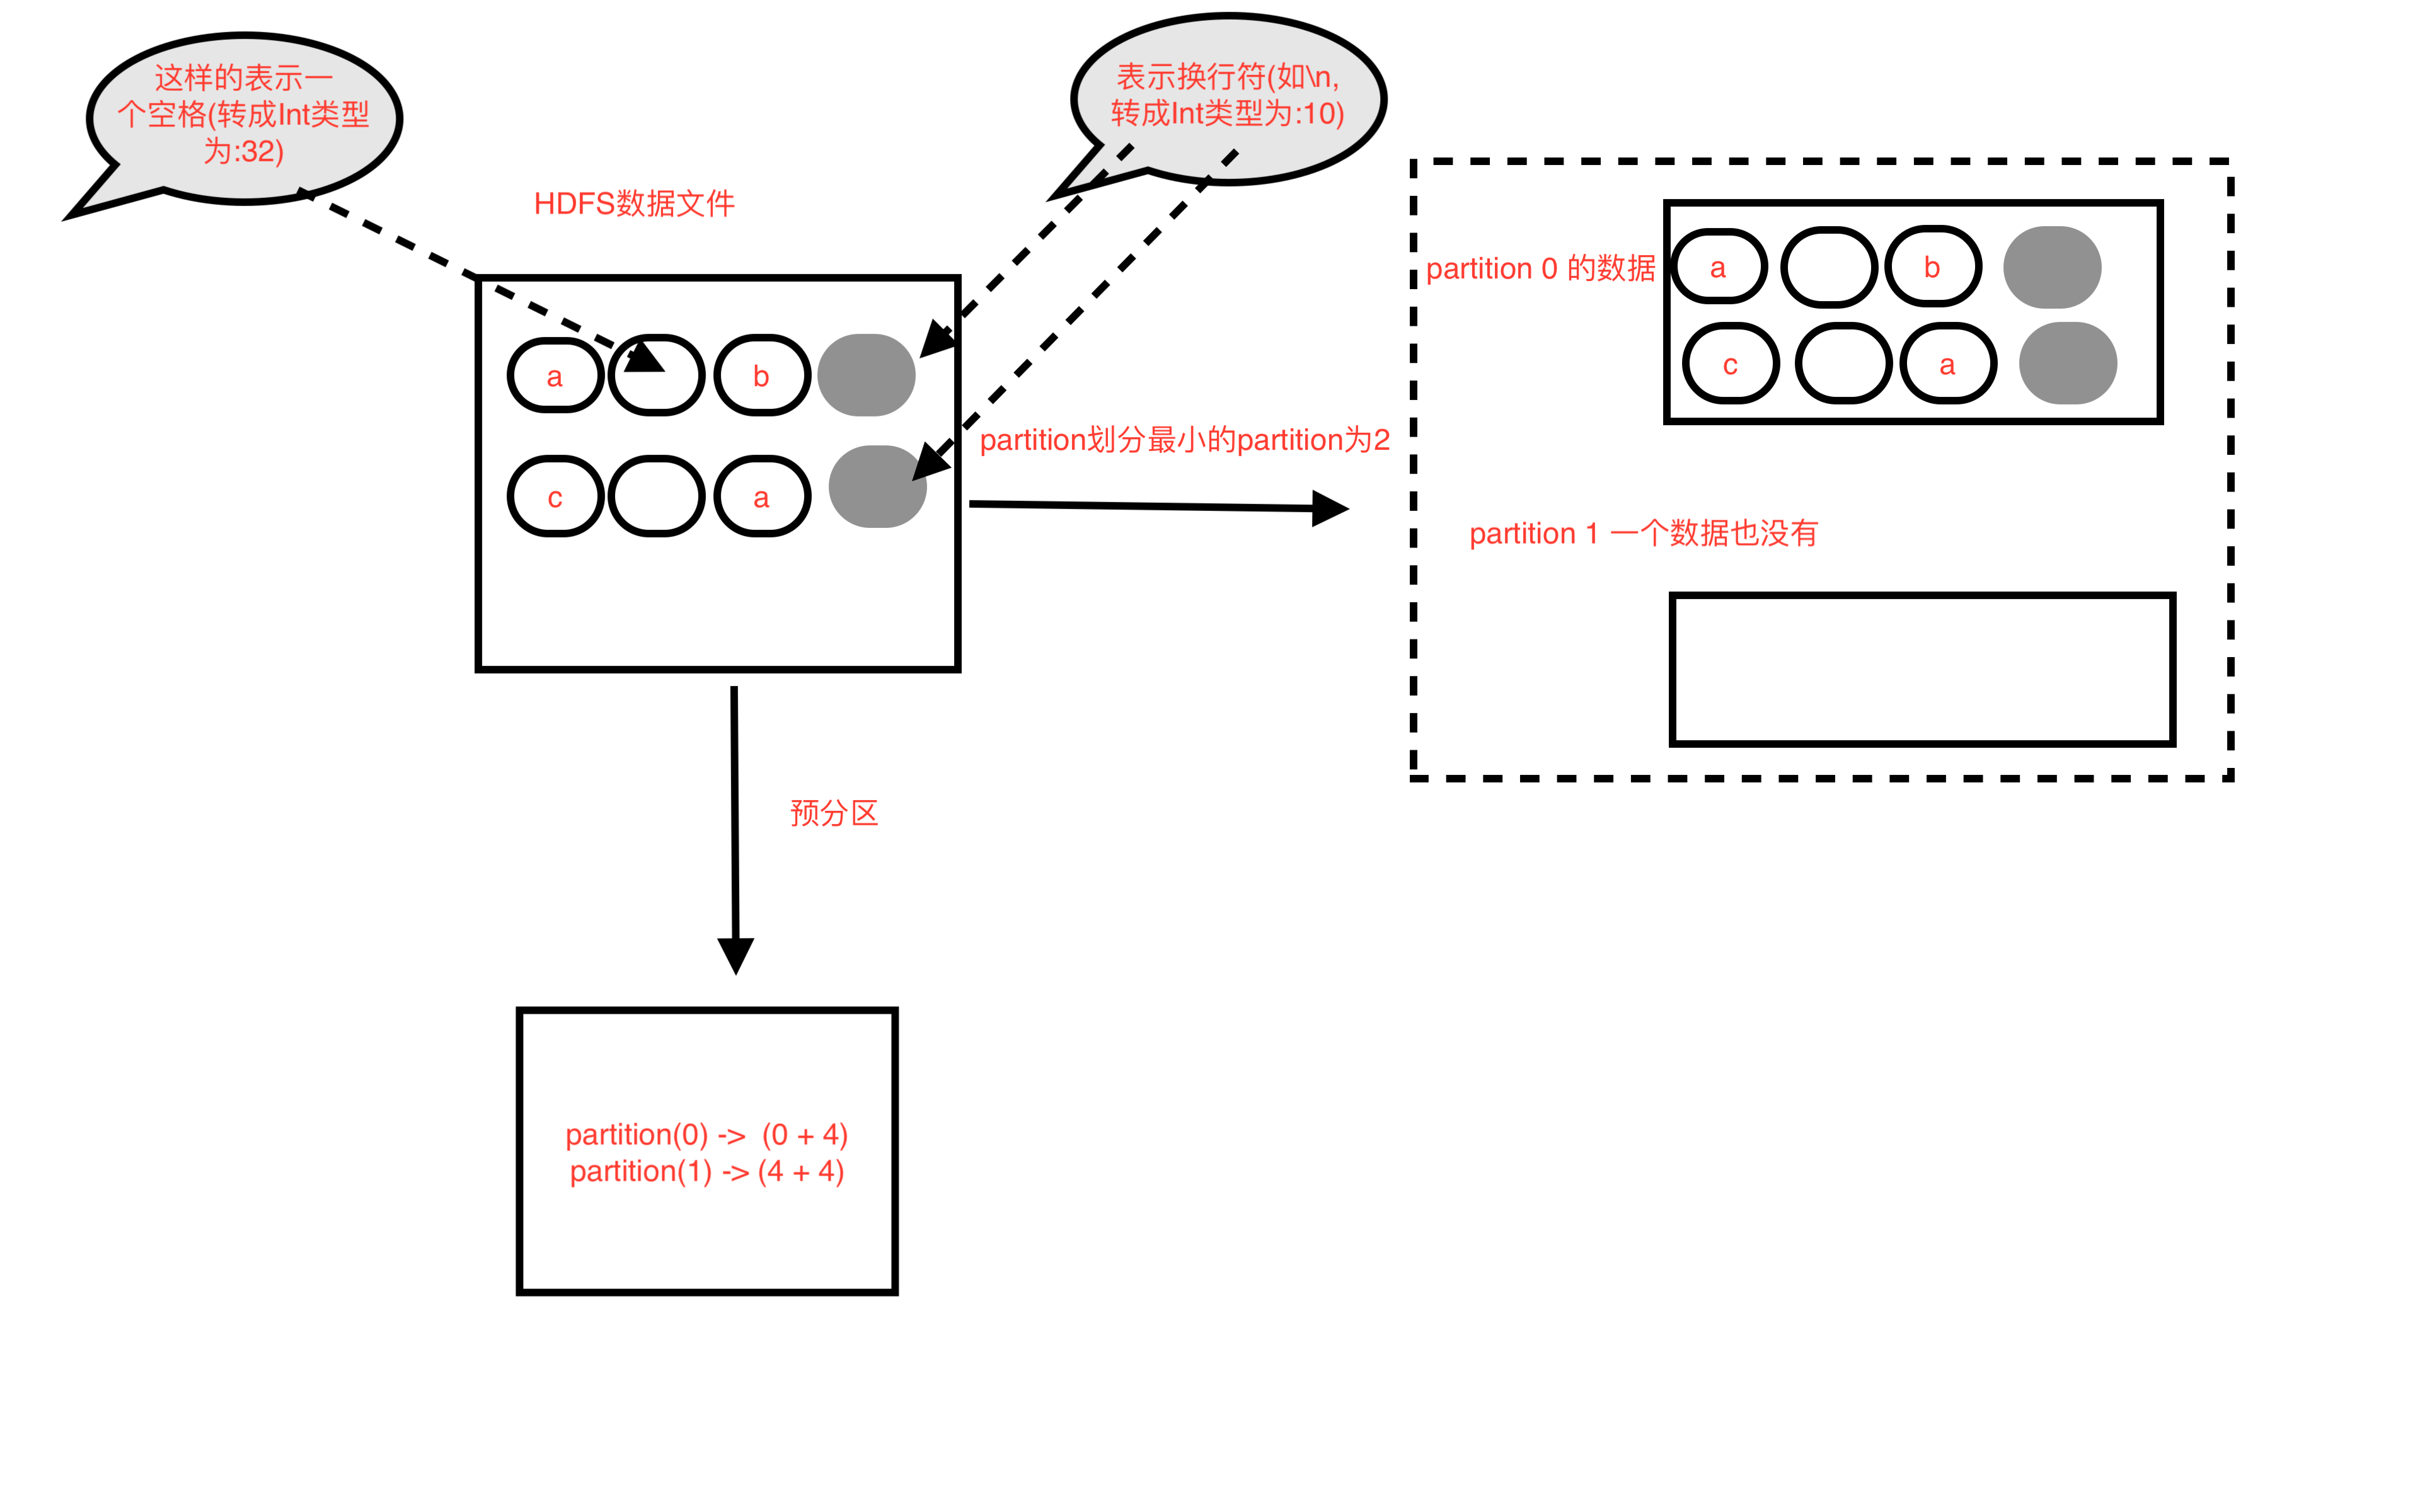 这样的表示一
个空格(转成Int类型
为:32)
表示换行符(如\n,
转成Int类型为:10)
HDFS数据文件
a
b
c
a
partition划分最小的partition为2
partition 0 的数据
a
b
c
a
partition 1 一个数据也没有
预分区
partition(0) -> (0 + 4)
partition(1) -> (4 + 4)